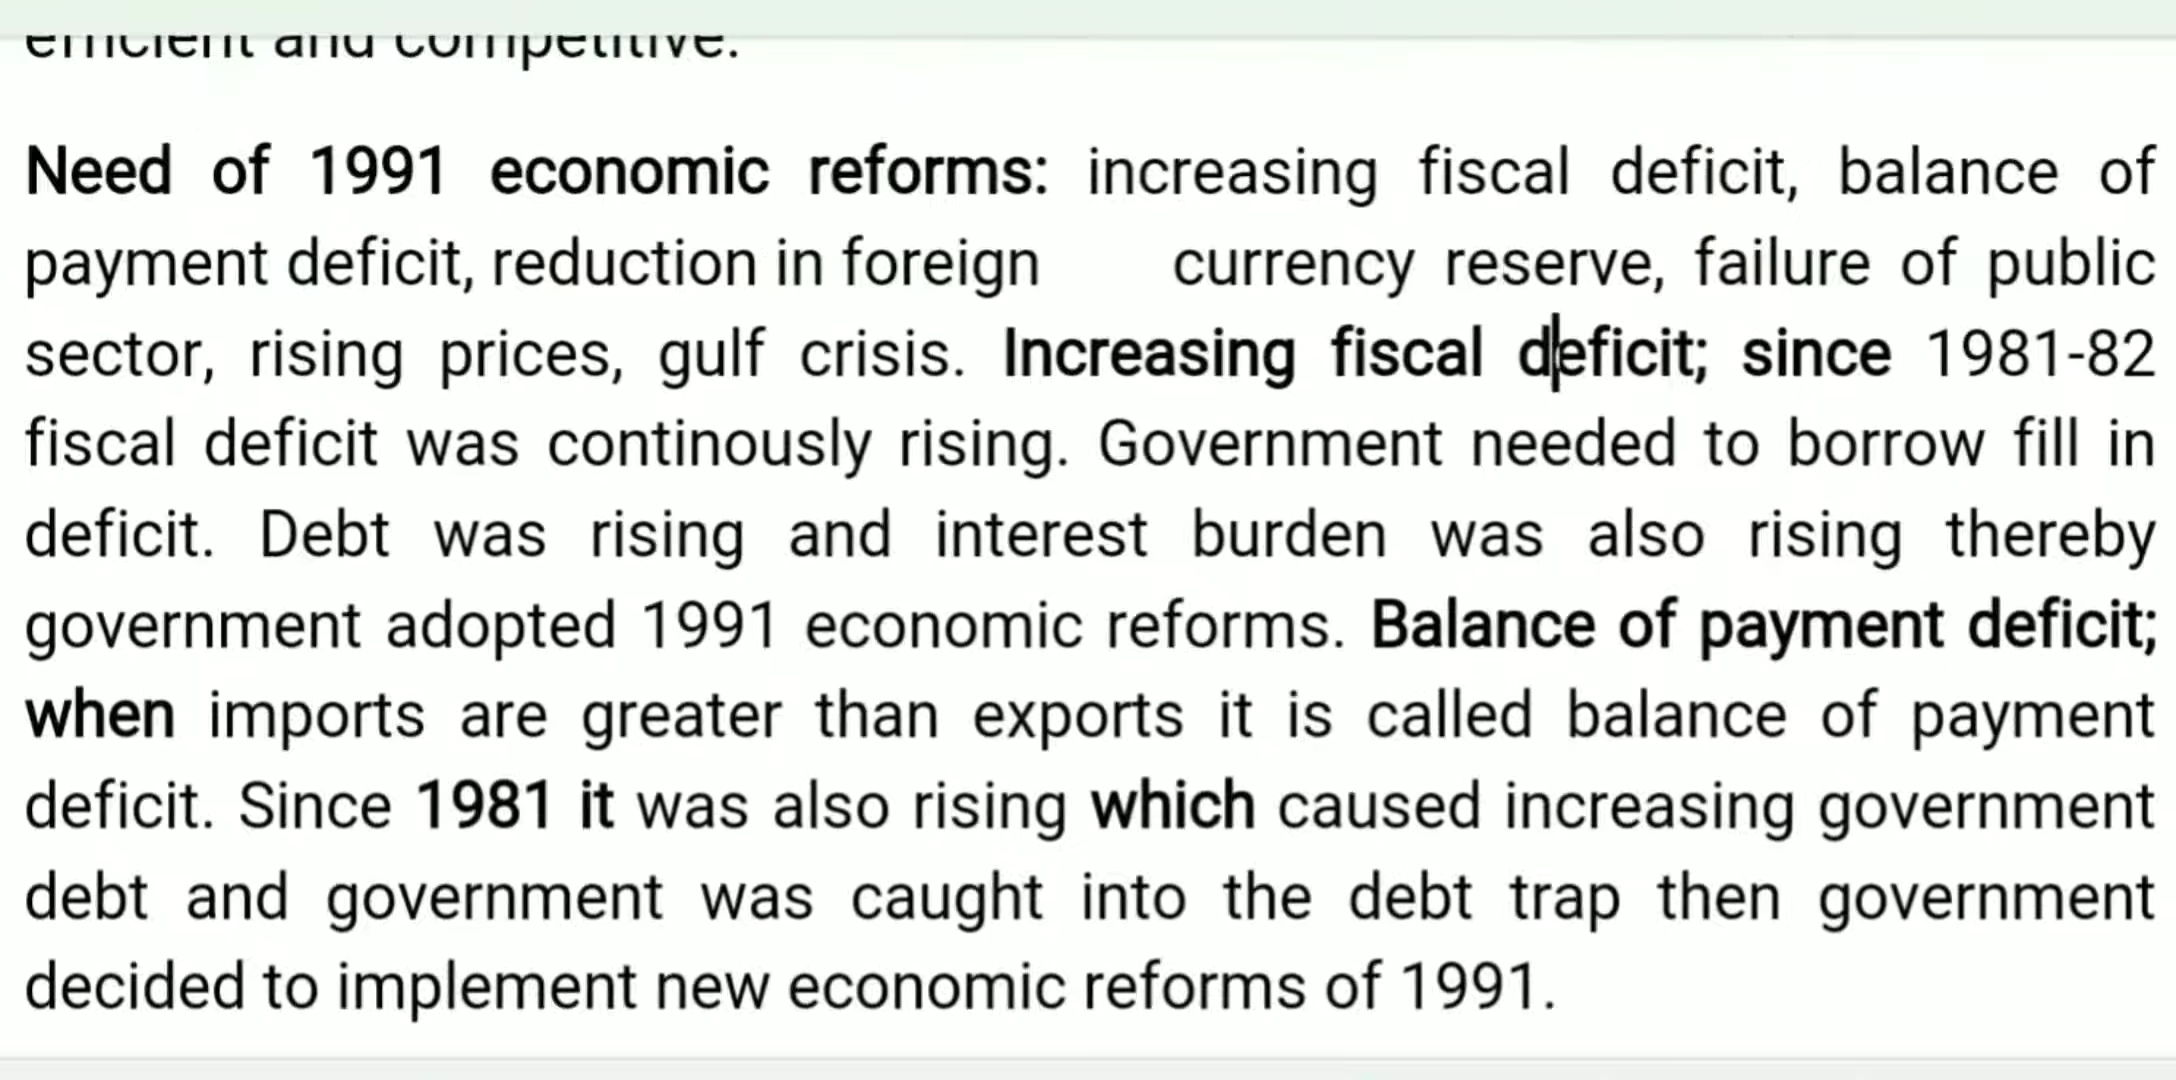 efficient and competitive.
Need of 1991 economic reforms: increasing fiscal deficit, balance of
payment deficit, reduction in foreign currency reserve, failure of public
sector, rising prices, gulf crisis. Increasing fiscal deficit; since 1981-82
fiscal deficit was continously rising. Government needed to borrow fill in
deficit. Debt was rising and interest burden was also rising thereby
government adopted 1991 economic reforms. Balance of payment deficit;
when imports are greater than exports it is called balance of payment
deficit. Since 1981 it was also rising which caused increasing government
debt and government was caught into the debt trap then government
decided to implement new economic reforms of 1991.